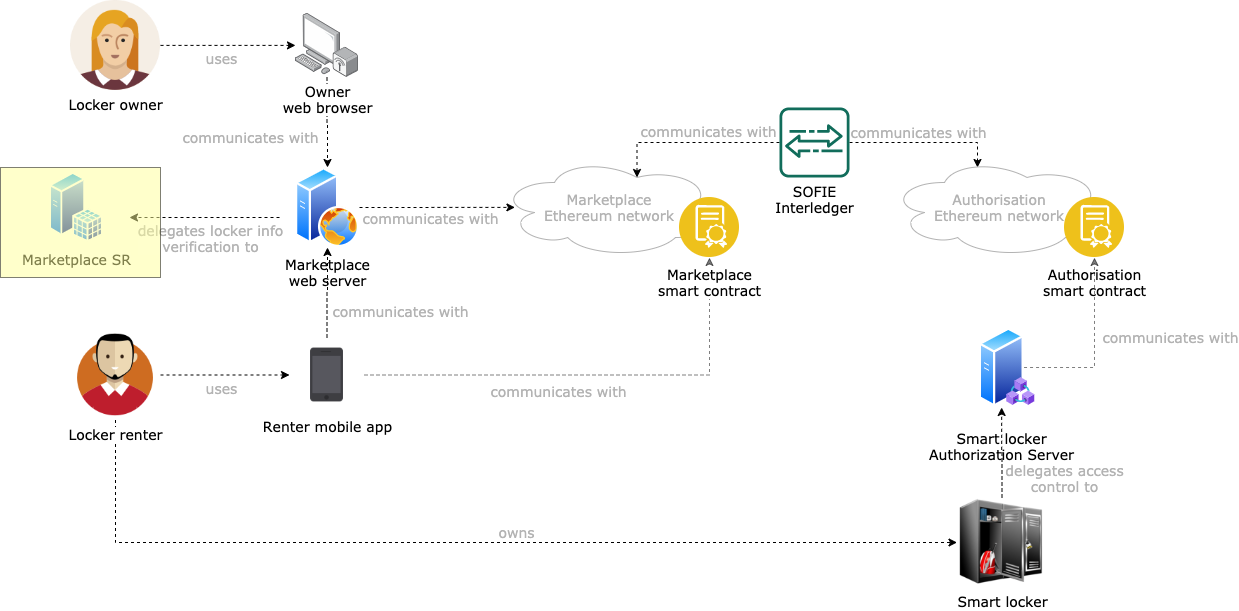 Locker owner
uses
Owner
web browser
communicates with
communicates with
communicates with
SOFIE
Interledger
Marketplace
Ethereum network
Authorisation
Ethereum network
communicates with
delegates locker info
verification to
Marketplace SR
Marketplace
web server
Marketplace
smart contract
Authorisation
smart contract
communicates with
communicates with
uses
communicates with
Locker renter
Renter mobile app
Smart locker
Authorization Server
delegates access
control to
owns
Smart locker